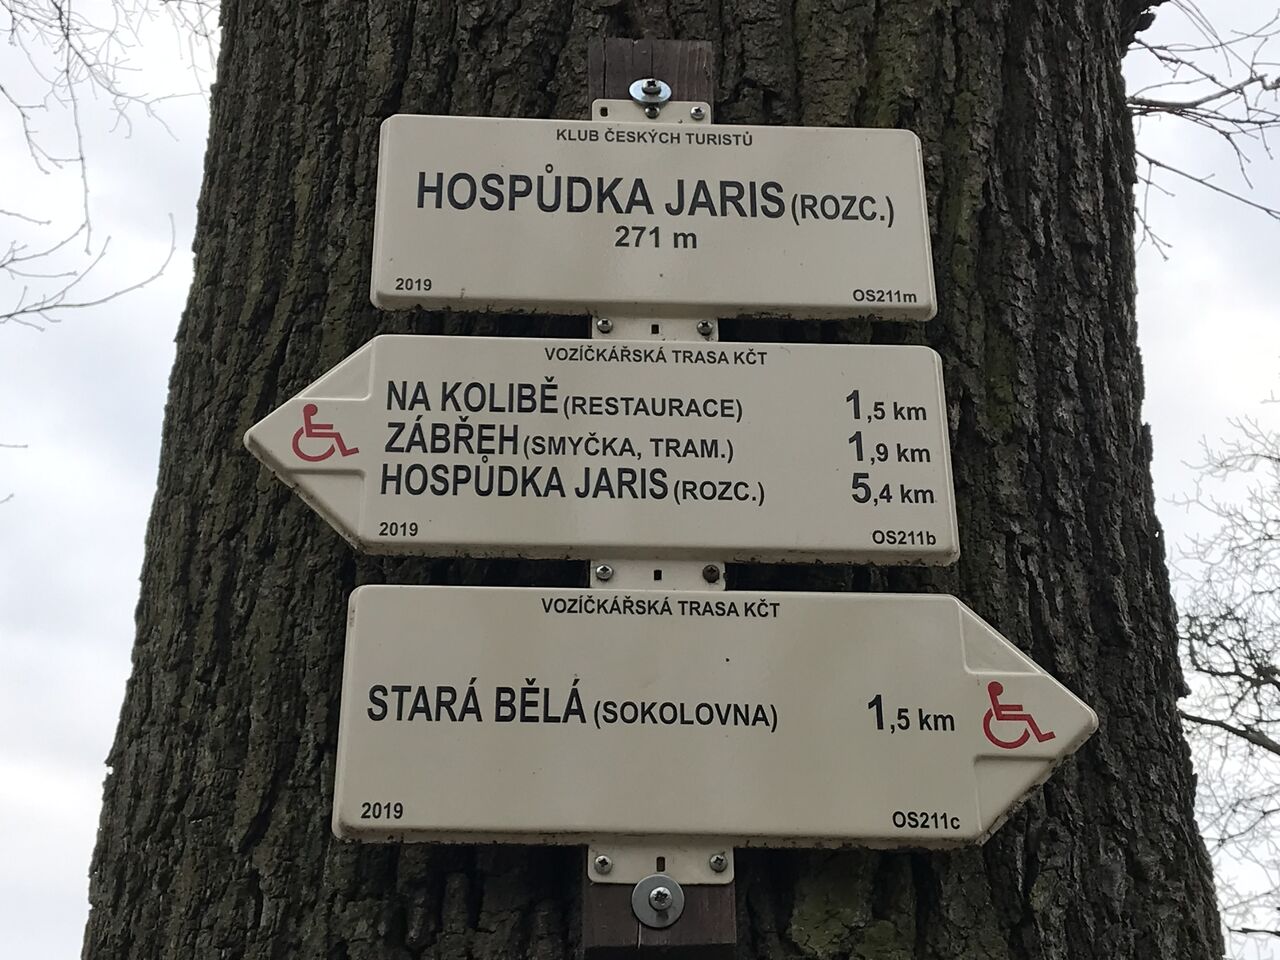 KLUB ČESKÝCH TURISTŮ
HOSPŮDKA JARIS (ROZC.)
271 m
2019 OS211m
VOZÍČKÁŘSKÁ TRASA KČT
NA KOLIBĚ (RESTAURACE) 1,5 km
ZÁBŘEH (SMYČKA, TRAM.) 1,9 km
HOSPŮDKA JARIS (ROZC.) 5,4 km
2019 OS211b
VOZÍČKÁŘSKÁ TRASA KČT
STARÁ BĚLÁ (SOKOLOVNA) 1,5 km
2019 OS211c